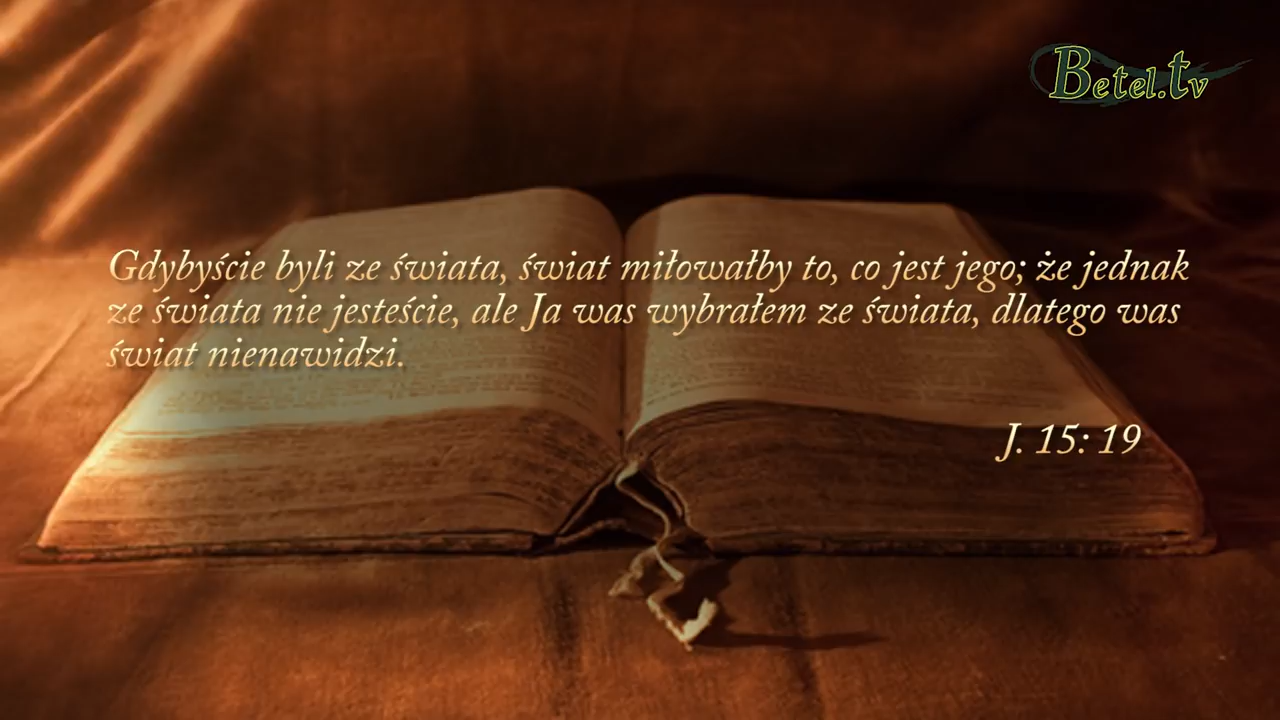 Betel.tv
Gdybyście byli ze świata, świat miłowałby to, co jest jego; że jednak
ze świata nie jesteście, ale Ja was wybrałem ze świata, dlatego was
świat nienawidzi.
J. 15: 19